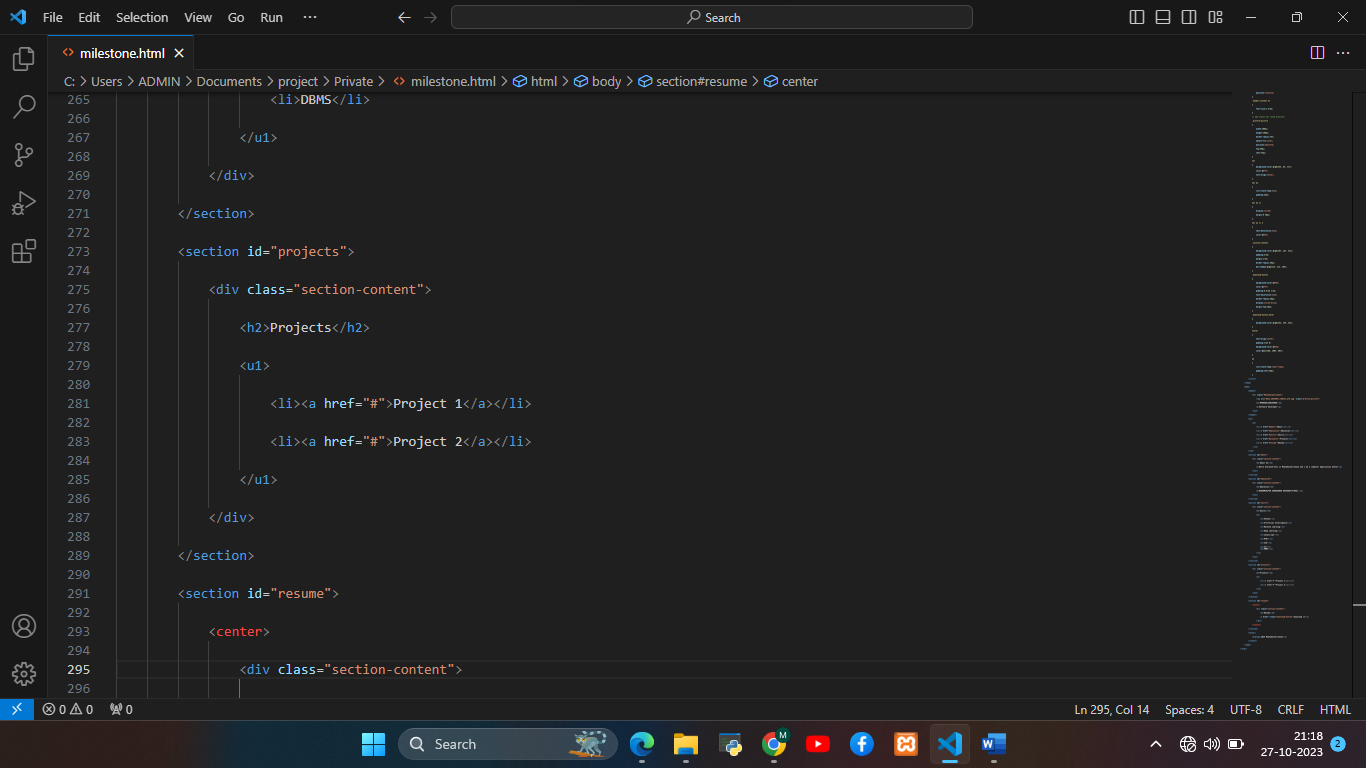 File Edit Selection View Go Run ··· Search
milestone.html
C: > Users > ADMIN > Documents > project > Private > milestone.html > html > body > section#resume > center
265 <li>DBMS</li>
266
267 </u1>
268
269 </div>
270
271 </section>
272
273 <section id="projects">
274
275 <div class="section-content">
276
277 <h2>Projects</h2>
278
279 <u1>
280
281 <li><a href="#">Project 1</a></li>
282
283 <li><a href="#">Project 2</a></li>
284
285 </u1>
286
287 </div>
288
289 </section>
290
291 <section id="resume">
292
293 <center>
294
295 <div class="section-content">
296
0 0 0 Ln 295, Col 14 Spaces: 4 UTF-8 CRLF HTML
Search M 21:18
27-10-2023 2